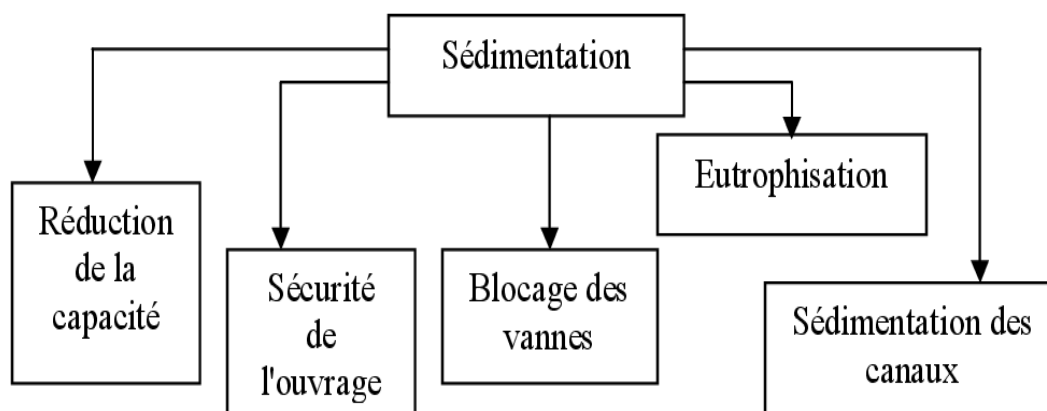 Sédimentation
Eutrophisation
Réduction
de la
capacité
Sécurité
de
l'ouvrage
Blocage des
vannes
Sédimentation des
canaux